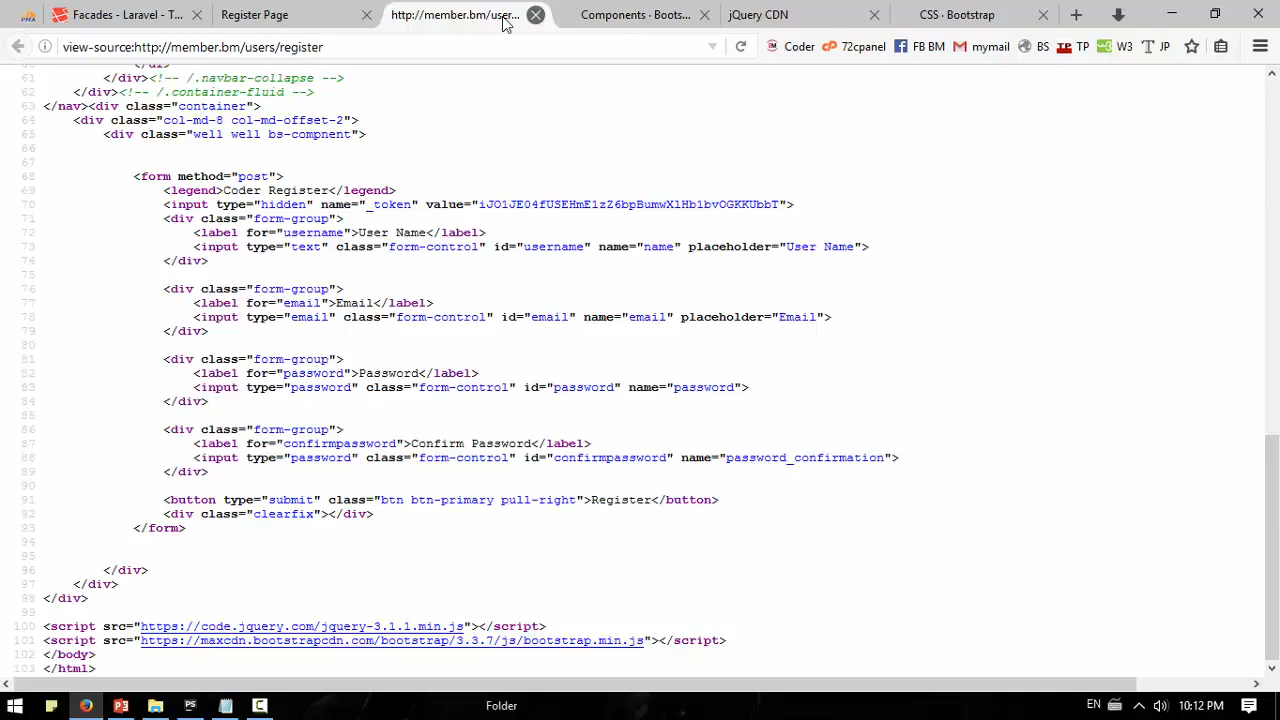 Facades - Laravel - T...
Register Page
http://member.bm/user...
Components · Boots...
jQuery CDN
CSS · Bootstrap
view-source:http://member.bm/users/register
Coder
72cpanel
FB BM
mymail
BS
TP
W3
JP
61 </div><!-- /.navbar-collapse -->
62 </div><!-- /.container-fluid -->
63 </nav><div class="container">
64 <div class="col-md-8 col-md-offset-2">
65 <div class="well well bs-compnent">
66
67
68 <form method="post">
69 <legend>Coder Register</legend>
70 <input type="hidden" name="_token" value="iJO1JE04fUSEHmE1zZ6bpBumwXlHb1bvOGKKUbbT">
71 <div class="form-group">
72 <label for="username">User Name</label>
73 <input type="text" class="form-control" id="username" name="name" placeholder="User Name">
74 </div>
75
76 <div class="form-group">
77 <label for="email">Email</label>
78 <input type="email" class="form-control" id="email" name="email" placeholder="Email">
79 </div>
80
81 <div class="form-group">
82 <label for="password">Password</label>
83 <input type="password" class="form-control" id="password" name="password">
84 </div>
85
86 <div class="form-group">
87 <label for="confirmpassword">Confirm Password</label>
88 <input type="password" class="form-control" id="confirmpassword" name="password_confirmation">
89 </div>
90
91 <button type="submit" class="btn btn-primary pull-right">Register</button>
92 <div class="clearfix"></div>
93 </form>
94
95
96 </div>
97 </div>
98 </div>
99
100 <script src="https://code.jquery.com/jquery-3.1.1.min.js"></script>
101 <script src="https://maxcdn.bootstrapcdn.com/bootstrap/3.3.7/js/bootstrap.min.js"></script>
102 </body>
103 </html>
Folder
EN
10:12 PM